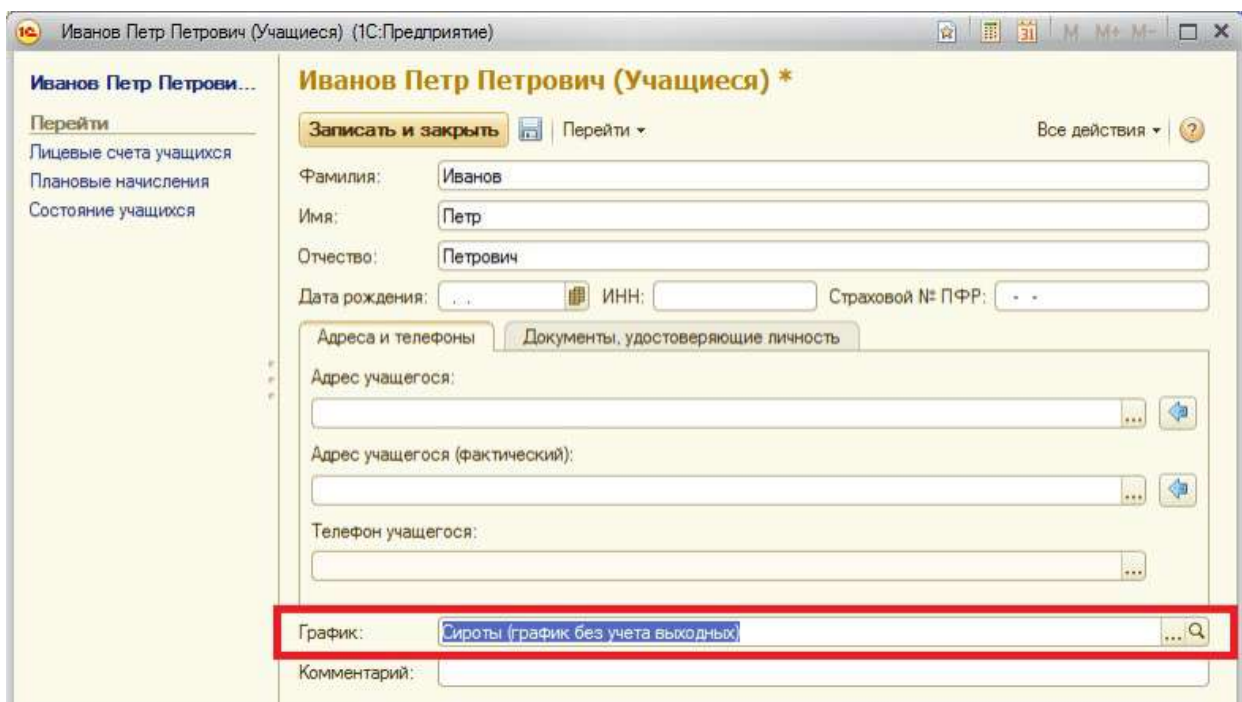 Иванов Петр Петрович (Учащиеся) (1С:Предприятие)
31 M M+ M-
Иванов Петр Петрови...
Перейти
Лицевые счета учащихся
Плановые начисления
Состояние учащихся
Иванов Петр Петрович (Учащиеся) *
Записать и закрыть Перейти Все действия ?
Фамилия: Иванов
Имя: Петр
Отчество: Петрович
Дата рождения: . . ИНН: Страховой № ПФР: - -
Адреса и телефоны Документы, удостоверяющие личность
Адрес учащегося:
...
Адрес учащегося (фактический):
...
Телефон учащегося:
...
График: Сироты (график без учета выходных) ...
Комментарий: